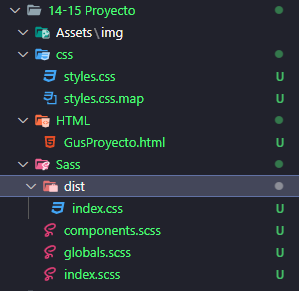 14-15 Proyecto
Assets\img
css
styles.css U
styles.css.map U
HTML
GusProyecto.html U
Sass
dist
index.css U
components.scss U
globals.scss U
index.scss U